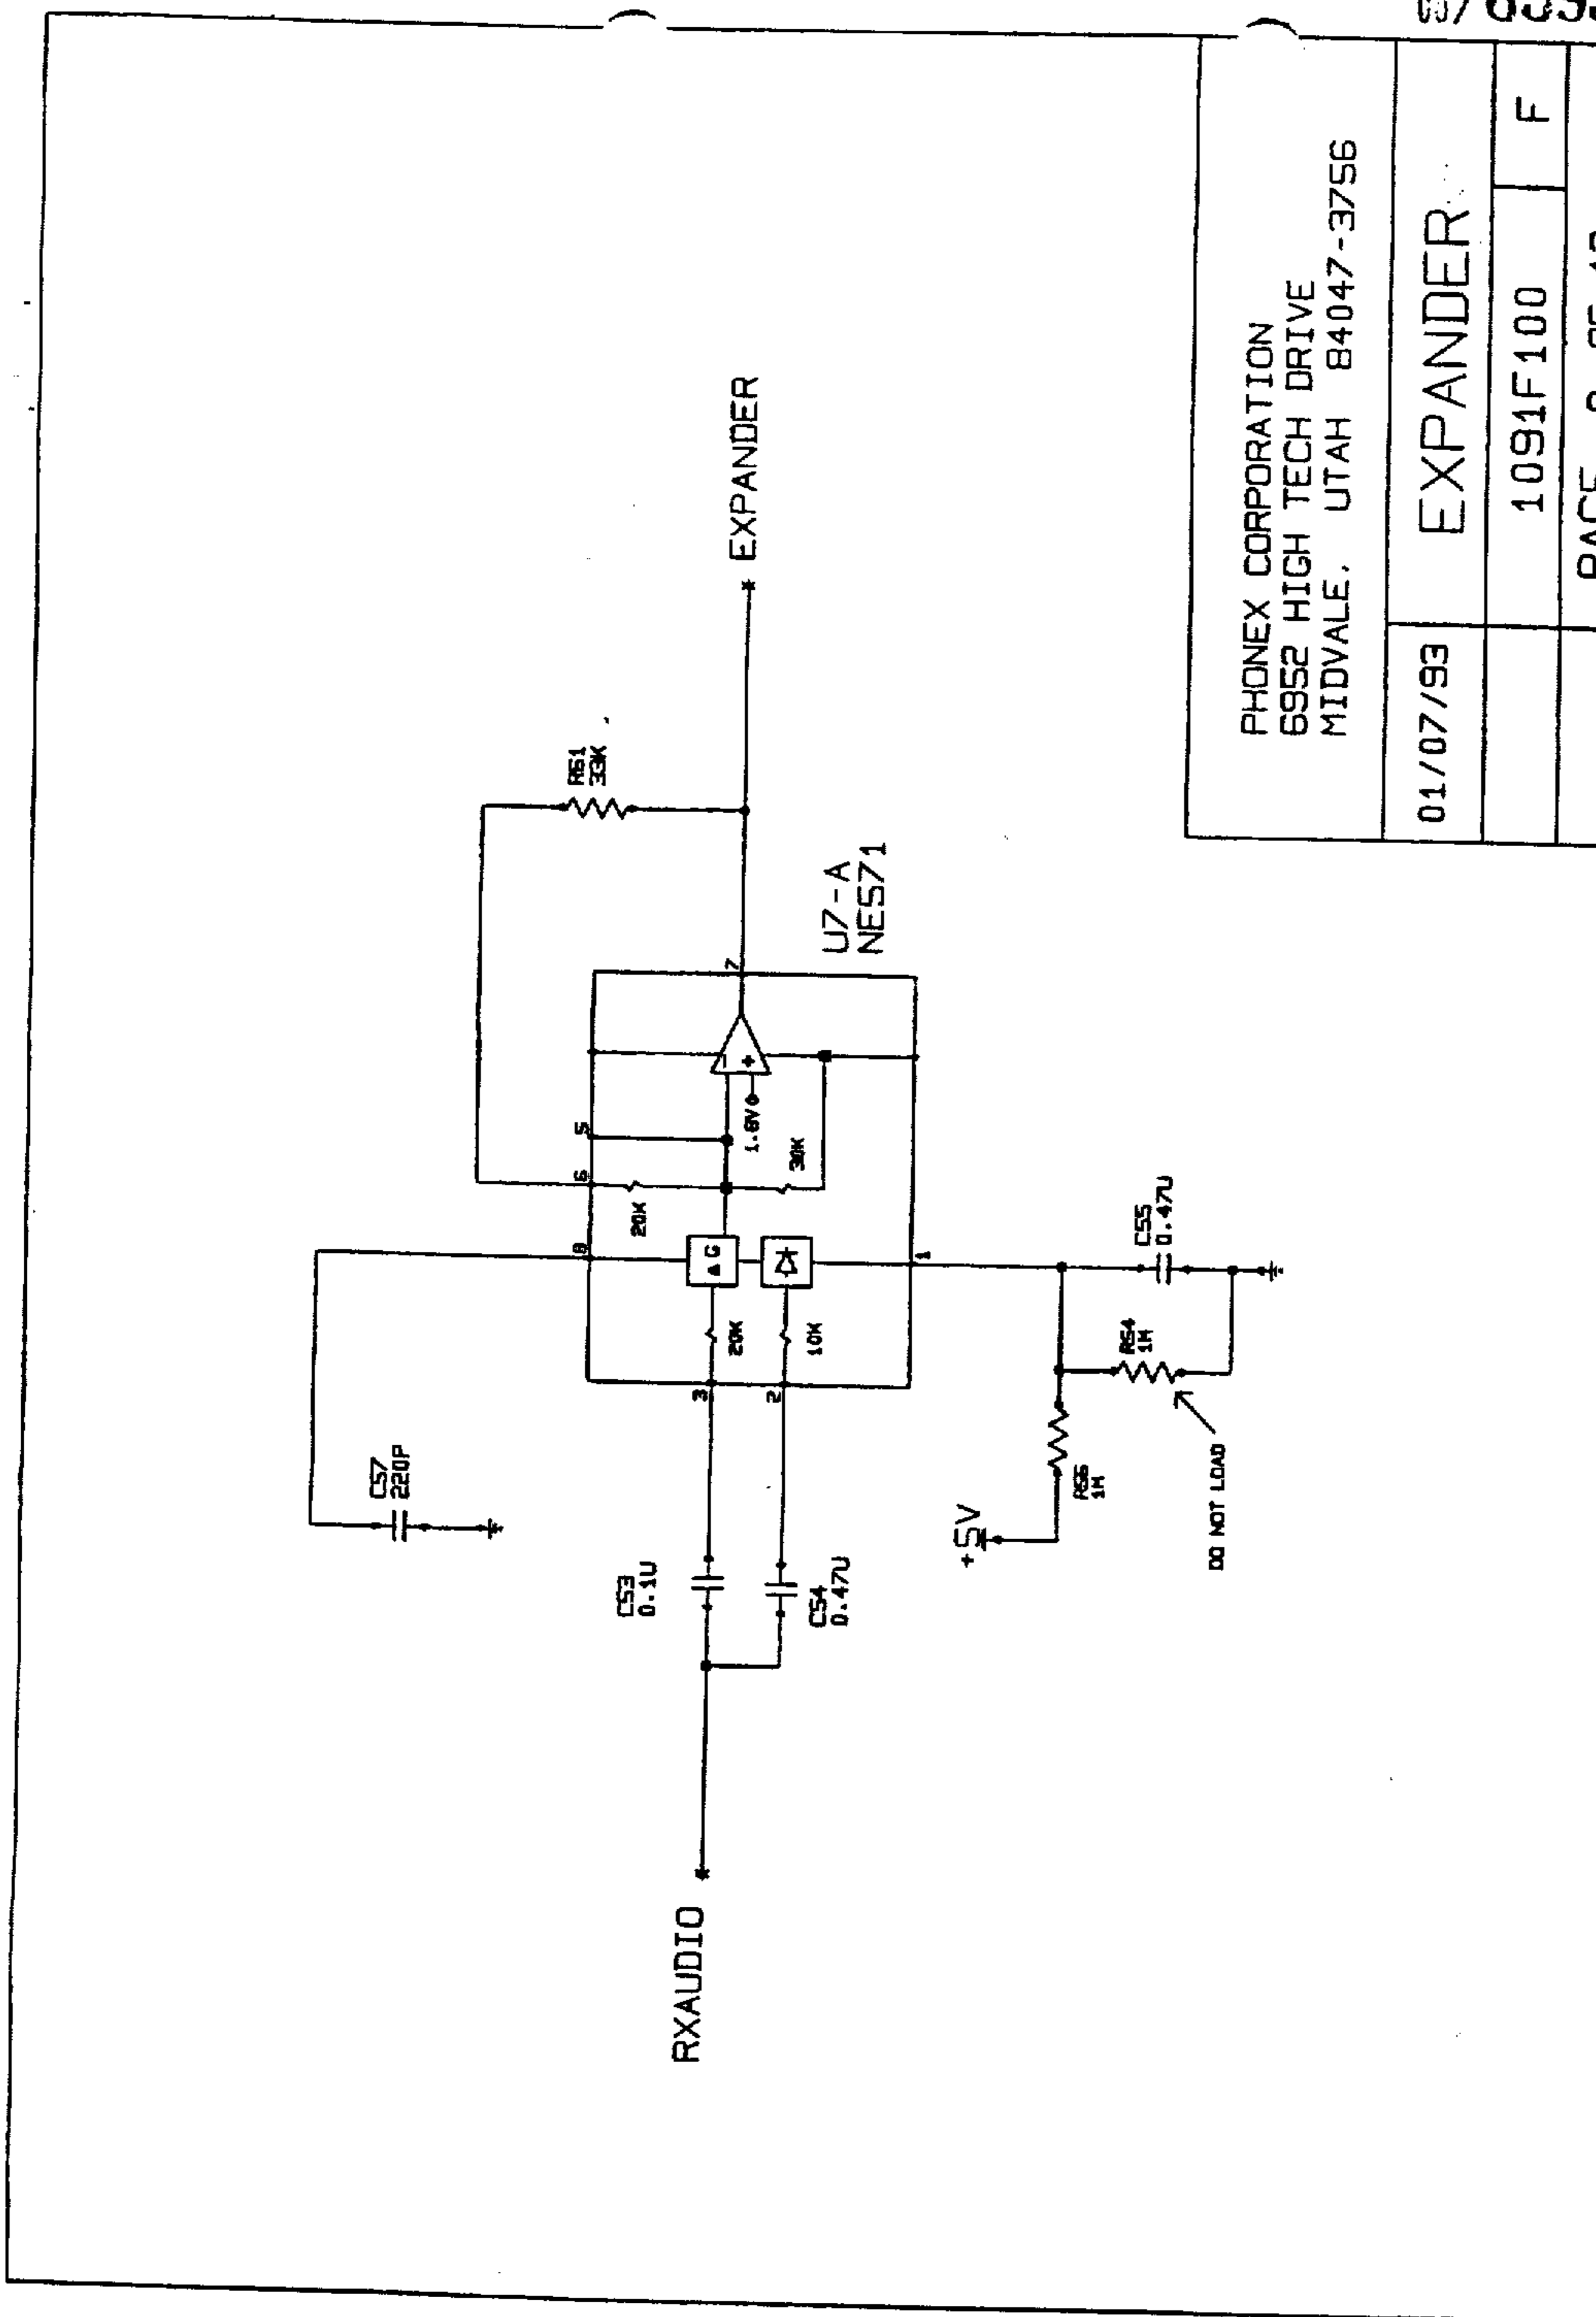 C57
220P
R61
33K
8
6
5
20K
C53
0.1U
3
20K
ΔG
-
+
1.8V
7
RXAUDIO
EXPANDER
2
10K
30K
C54
0.47U
U7-A
NE571
1
+5V
R56
1M
R54
1M
C55
0.47U
DO NOT LOAD
PHONEX CORPORATION
6952 HIGH TECH DRIVE
MIDVALE, UTAH 84047-3756
01/07/93
EXPANDER
1091F100
F